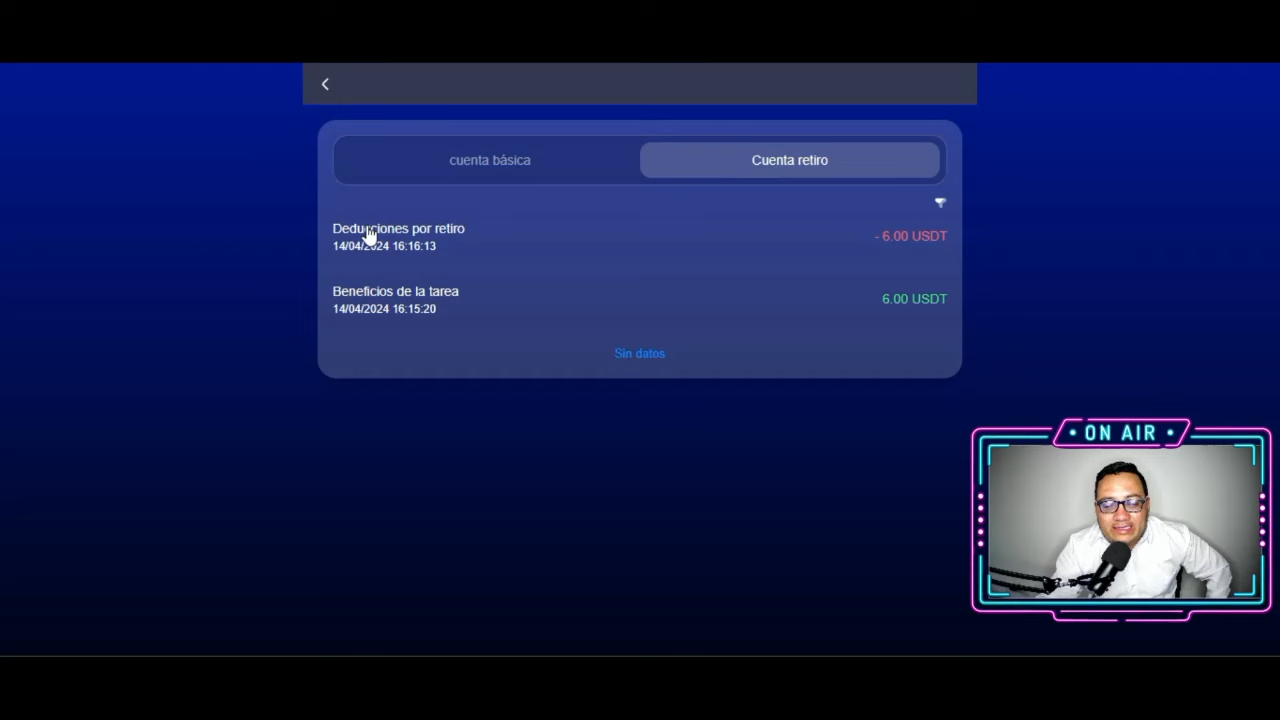 cuenta básica
Cuenta retiro
Deducciones por retiro
14/04/2024 16:16:13
- 6.00 USDT
Beneficios de la tarea
14/04/2024 16:15:20
6.00 USDT
Sin datos
• ON AIR •